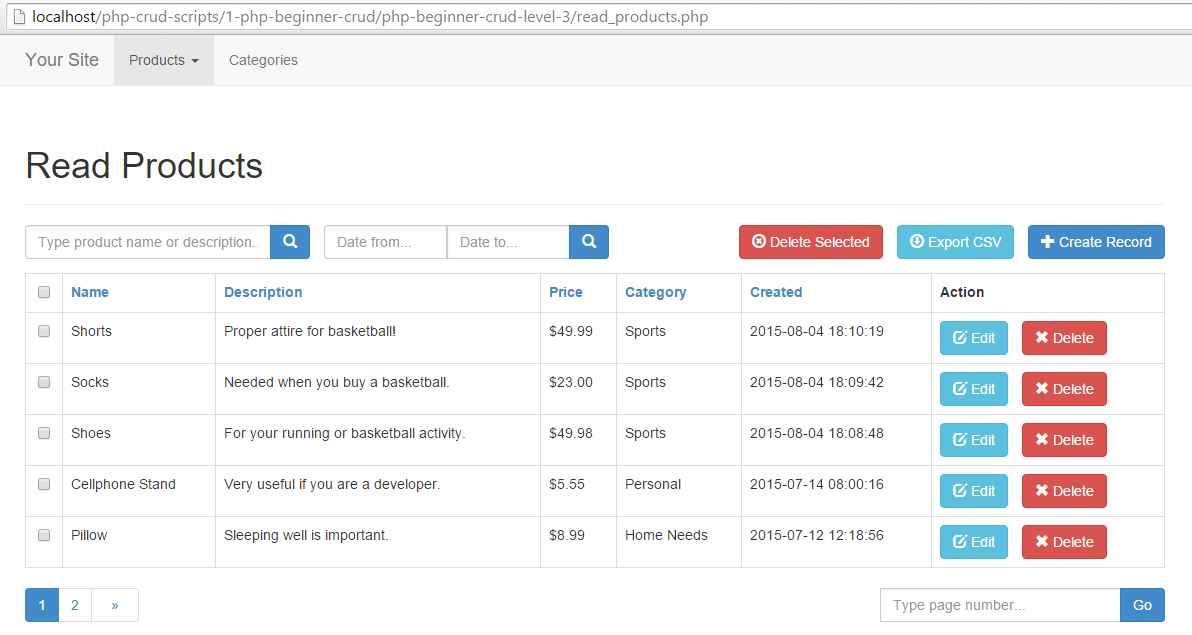 localhost/php-crud-scripts/1-php-beginner-crud/php-beginner-crud-level-3/read_products.php
Your Site Products Categories
Read Products
Type product name or description.. Date from... Date to... Delete Selected Export CSV Create Record
Name Description Price Category Created Action
Shorts Proper attire for basketball! $49.99 Sports 2015-08-04 18:10:19 Edit Delete
Socks Needed when you buy a basketball. $23.00 Sports 2015-08-04 18:09:42 Edit Delete
Shoes For your running or basketball activity. $49.98 Sports 2015-08-04 18:08:48 Edit Delete
Cellphone Stand Very useful if you are a developer. $5.55 Personal 2015-07-14 08:00:16 Edit Delete
Pillow Sleeping well is important. $8.99 Home Needs 2015-07-12 12:18:56 Edit Delete
1 2 » Type page number... Go